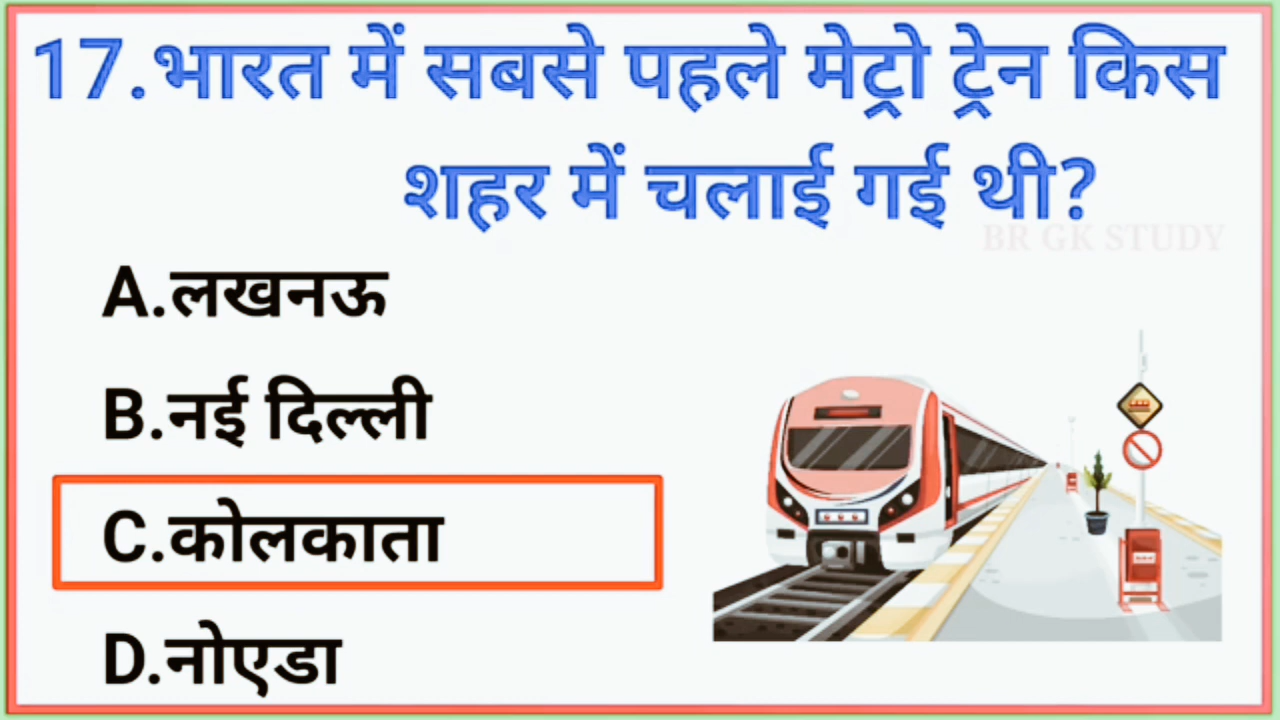 17.भारत में सबसे पहले मेट्रो ट्रेन किस
शहर में चलाई गई थी?
BR GK STUDY
A.लखनऊ
B.नई दिल्ली
C.कोलकाता
D.नोएडा